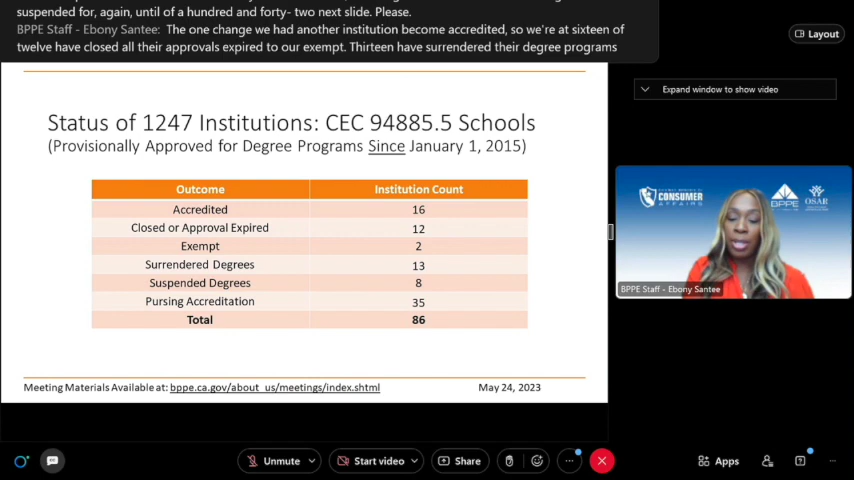 suspended for, again, until of a hundred and forty- two next slide. Please.
BPPE Staff - Ebony Santee: The one change we had another institution become accredited, so we're at sixteen of
twelve have closed all their approvals expired to our exempt. Thirteen have surrendered their degree programs
Layout
Expand window to show video
Status of 1247 Institutions: CEC 94885.5 Schools
(Provisionally Approved for Degree Programs Since January 1, 2015)
Outcome Institution Count
Accredited 16
Closed or Approval Expired 12
Exempt 2
Surrendered Degrees 13
Suspended Degrees 8
Pursing Accreditation 35
Total 86
CONSUMER
AFFAIRS
BPPE
OSAR
BPPE Staff - Ebony Santee
Meeting Materials Available at: bppe.ca.gov/about_us/meetings/index.shtml May 24, 2023
Unmute Start video Share Apps